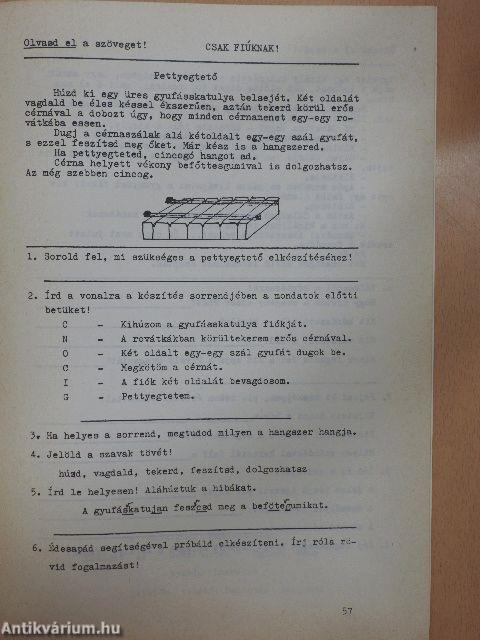 Olvasd el a szöveget! CSAK FIÚKNAK!
Pettyegtető
Húzd ki egy üres gyufásskatulya belsejét. Két oldalát
vagdald be éles késsel ékszerűen, aztán tekerd körül erős
cérnával a dobozt úgy, hogy minden cérnamenet egy-egy ro-
vátkába essen.
Dugj a cérnaszálak alá kétoldalt egy-egy szál gyufát,
s ezzel feszítsd meg őket. Már kész is a hangszered.
Ha pettyegteted, cincogó hangot ad.
Cérna helyett vékony befőttesgumival is dolgozhatsz.
Az még szebben cincog.
1. Sorold fel, mi szükséges a pettyegtető elkészítéséhez!
2. Írd a vonalra a készítés sorrendjében a mondatok előtti
betűket!
C - Kihúzom a gyufásskatulya fiókját.
N - A rovátkákban körültekerem erős cérnával.
O - Két oldalt egy-egy szál gyufát dugok be.
C - Megkötöm a cérnát.
I - A fiók két oldalát bevagdosom.
G - Pettyegtetem.
3. Ha helyes a sorrend, megtudod milyen a hangszer hangja.
4. Jelöld a szavak tövét!
húzd, vagdald, tekerd, feszítsd, dolgozhatsz
5. Írd le helyesen! Aláhúztuk a hibákat.
A gyufáskatujan feszcsd meg a befötegumikat.
6. Édesapád segítségével próbáld elkészíteni. Írj róla rö-
vid fogalmazást!
57
Antikvárium.hu